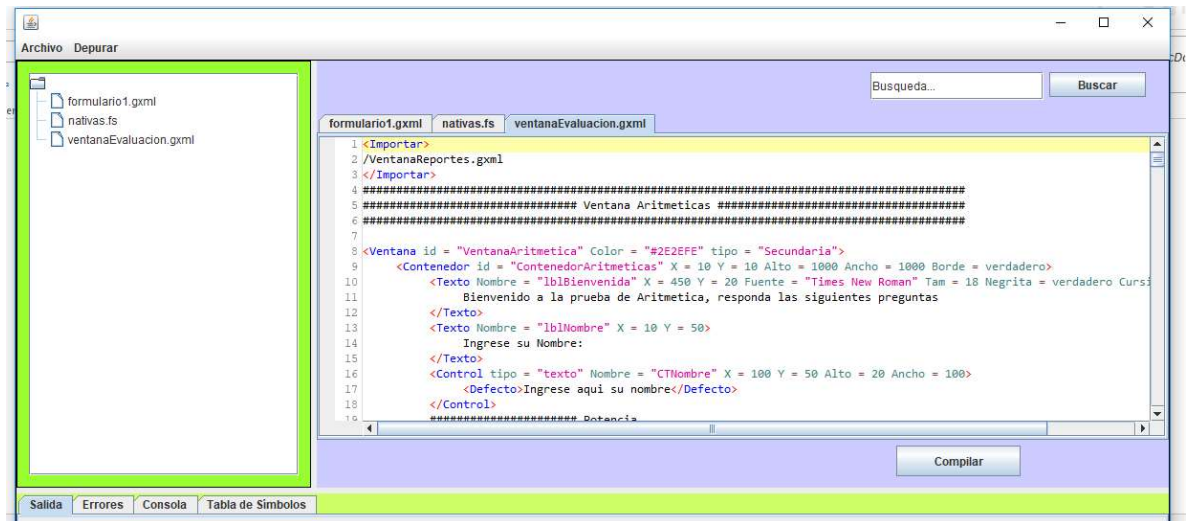 Archivo Depurar
formulario1.gxml
nativas.fs
ventanaEvaluacion.gxml
Busqueda... Buscar
formulario1.gxml nativas.fs ventanaEvaluacion.gxml
1 <Importar>
2 /VentanaReportes.gxml
3 </Importar>
4 ##########################################################################################
5 ################################ Ventana Aritmeticas #####################################
6 ##########################################################################################
7
8 <Ventana id = "VentanaAritmetica" Color = "#2E2EFE" tipo = "Secundaria">
9 <Contenedor id = "ContenedorAritmeticas" X = 10 Y = 10 Alto = 1000 Ancho = 1000 Borde = verdadero>
10 <Texto Nombre = "lblBienvenida" X = 450 Y = 20 Fuente = "Times New Roman" Tam = 18 Negrita = verdadero Cursi
11 Bienvenido a la prueba de Aritmetica, responda las siguientes preguntas
12 </Texto>
13 <Texto Nombre = "lblNombre" X = 10 Y = 50>
14 Ingrese su Nombre:
15 </Texto>
16 <Control tipo = "texto" Nombre = "CTNombre" X = 100 Y = 50 Alto = 20 Ancho = 100>
17 <Defecto>Ingrese aqui su nombre</Defecto>
18 </Control>
19 ###################### Potencia
Compilar
Salida Errores Consola Tabla de Símbolos